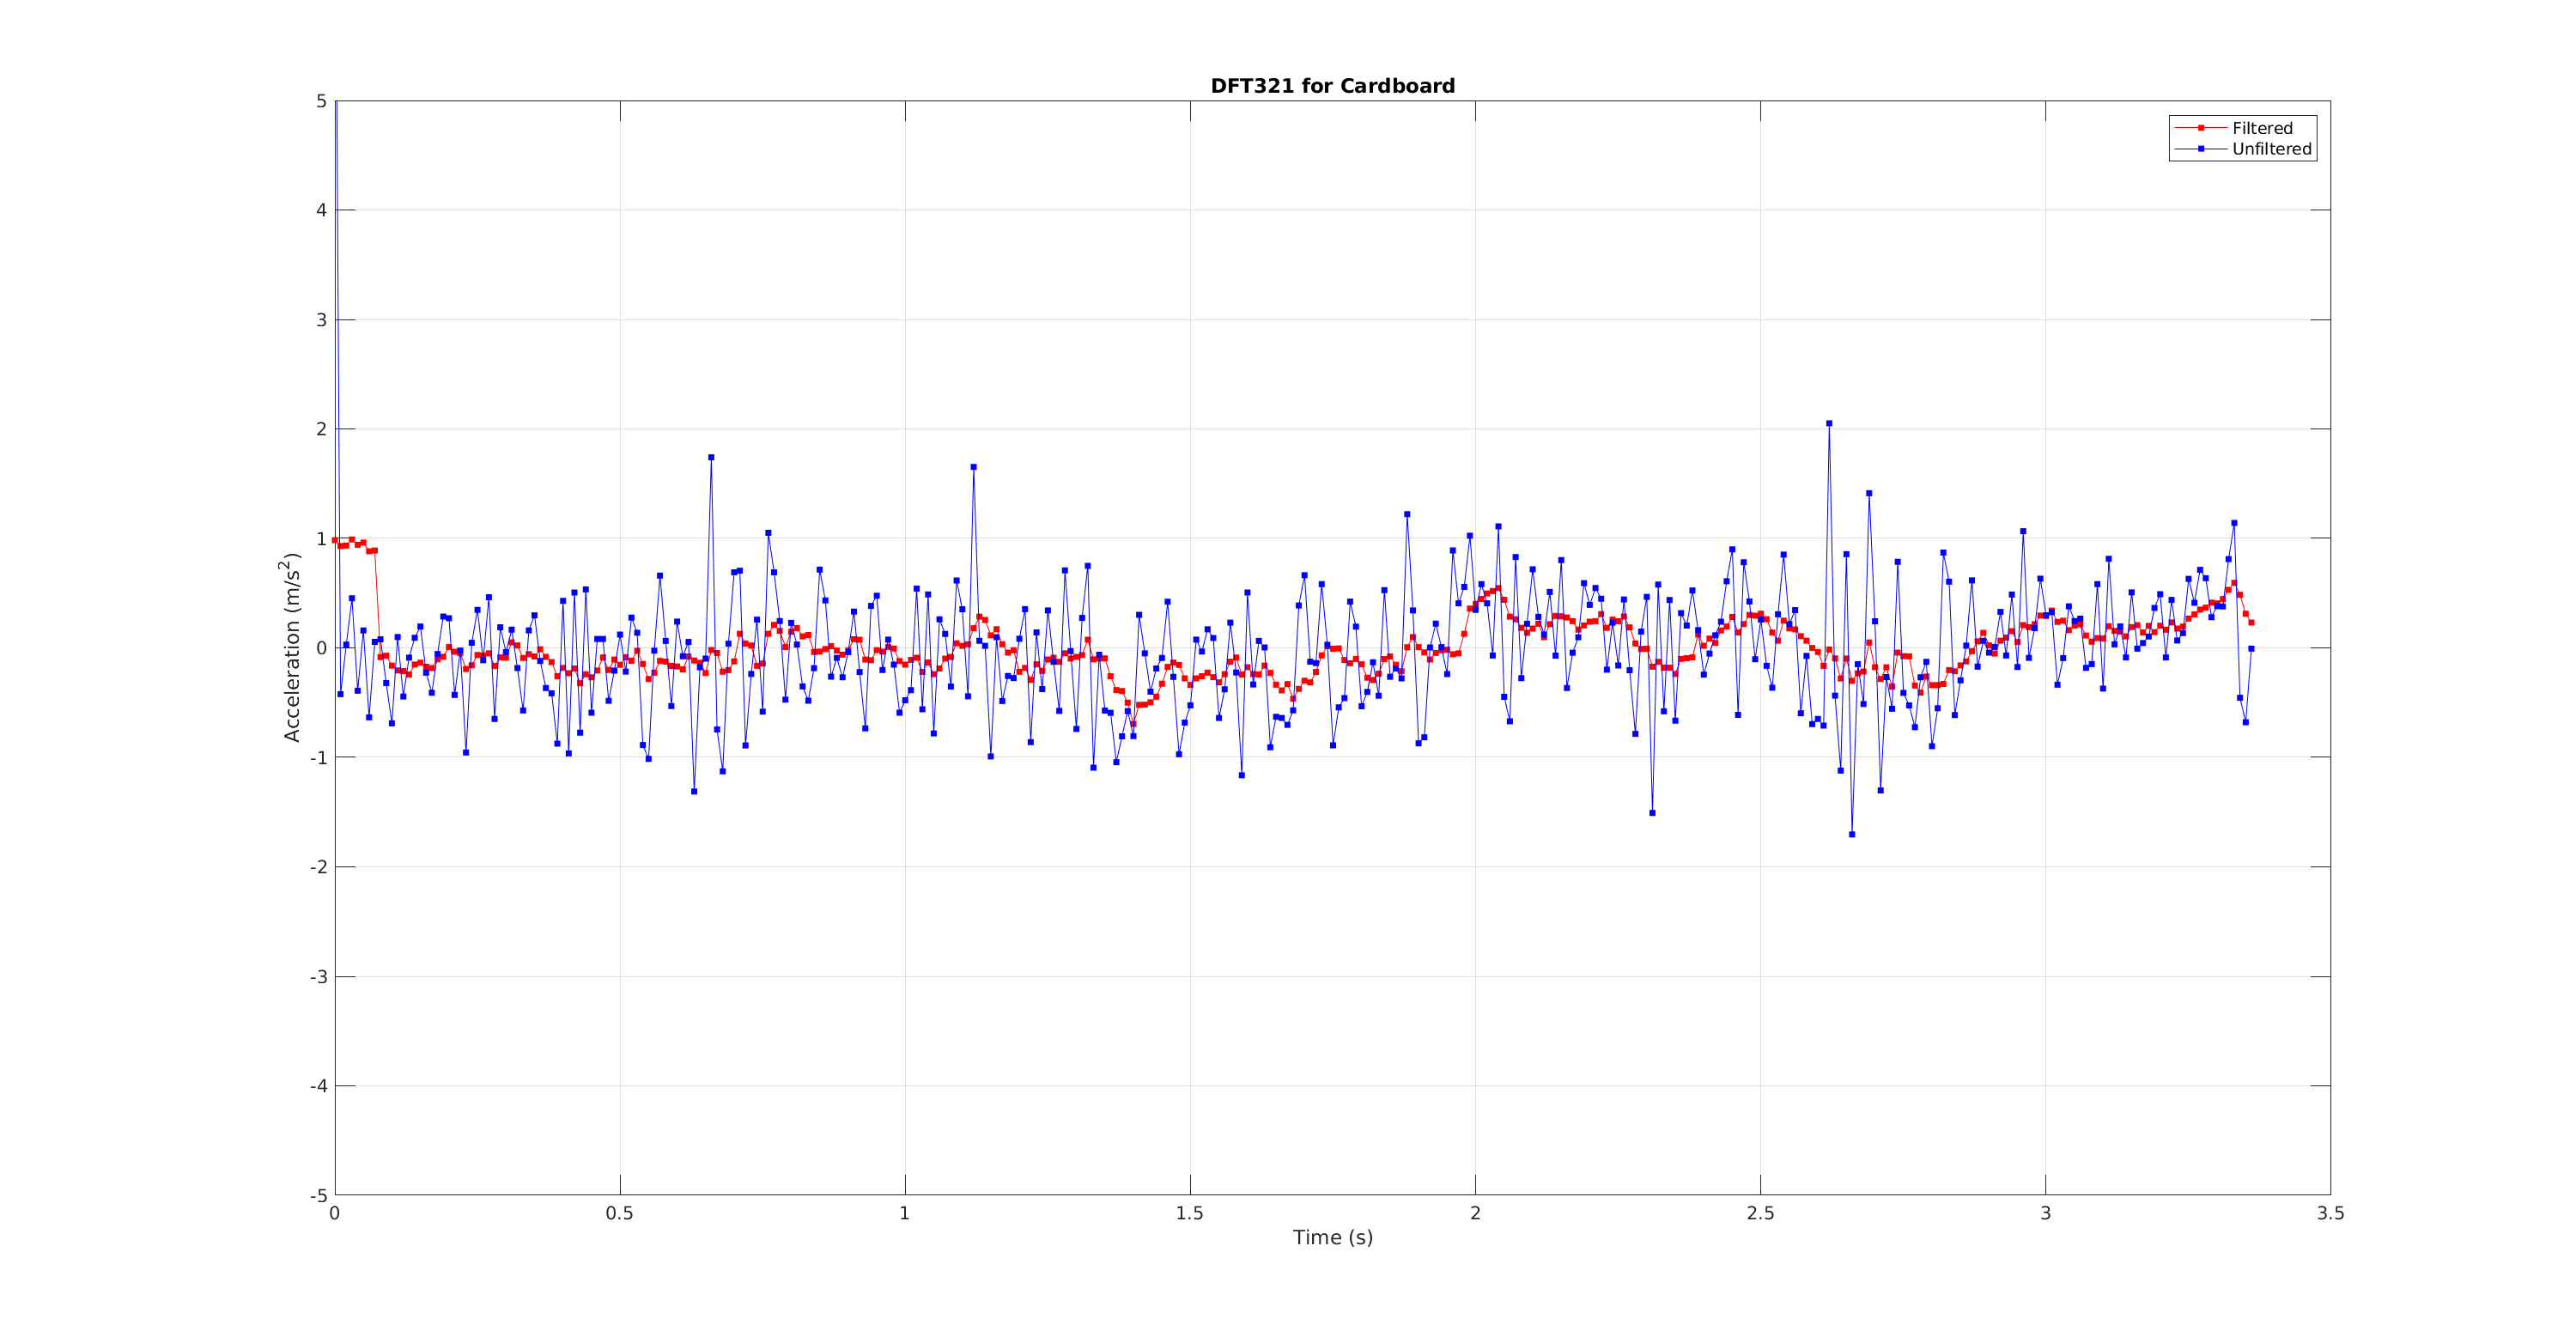 DFT321 for Cardboard
Filtered
Unfiltered
Acceleration (m/s²)
5
4
3
2
1
0
-1
-2
-3
-4
-5
0 0.5 1 1.5 2 2.5 3 3.5
Time (s)